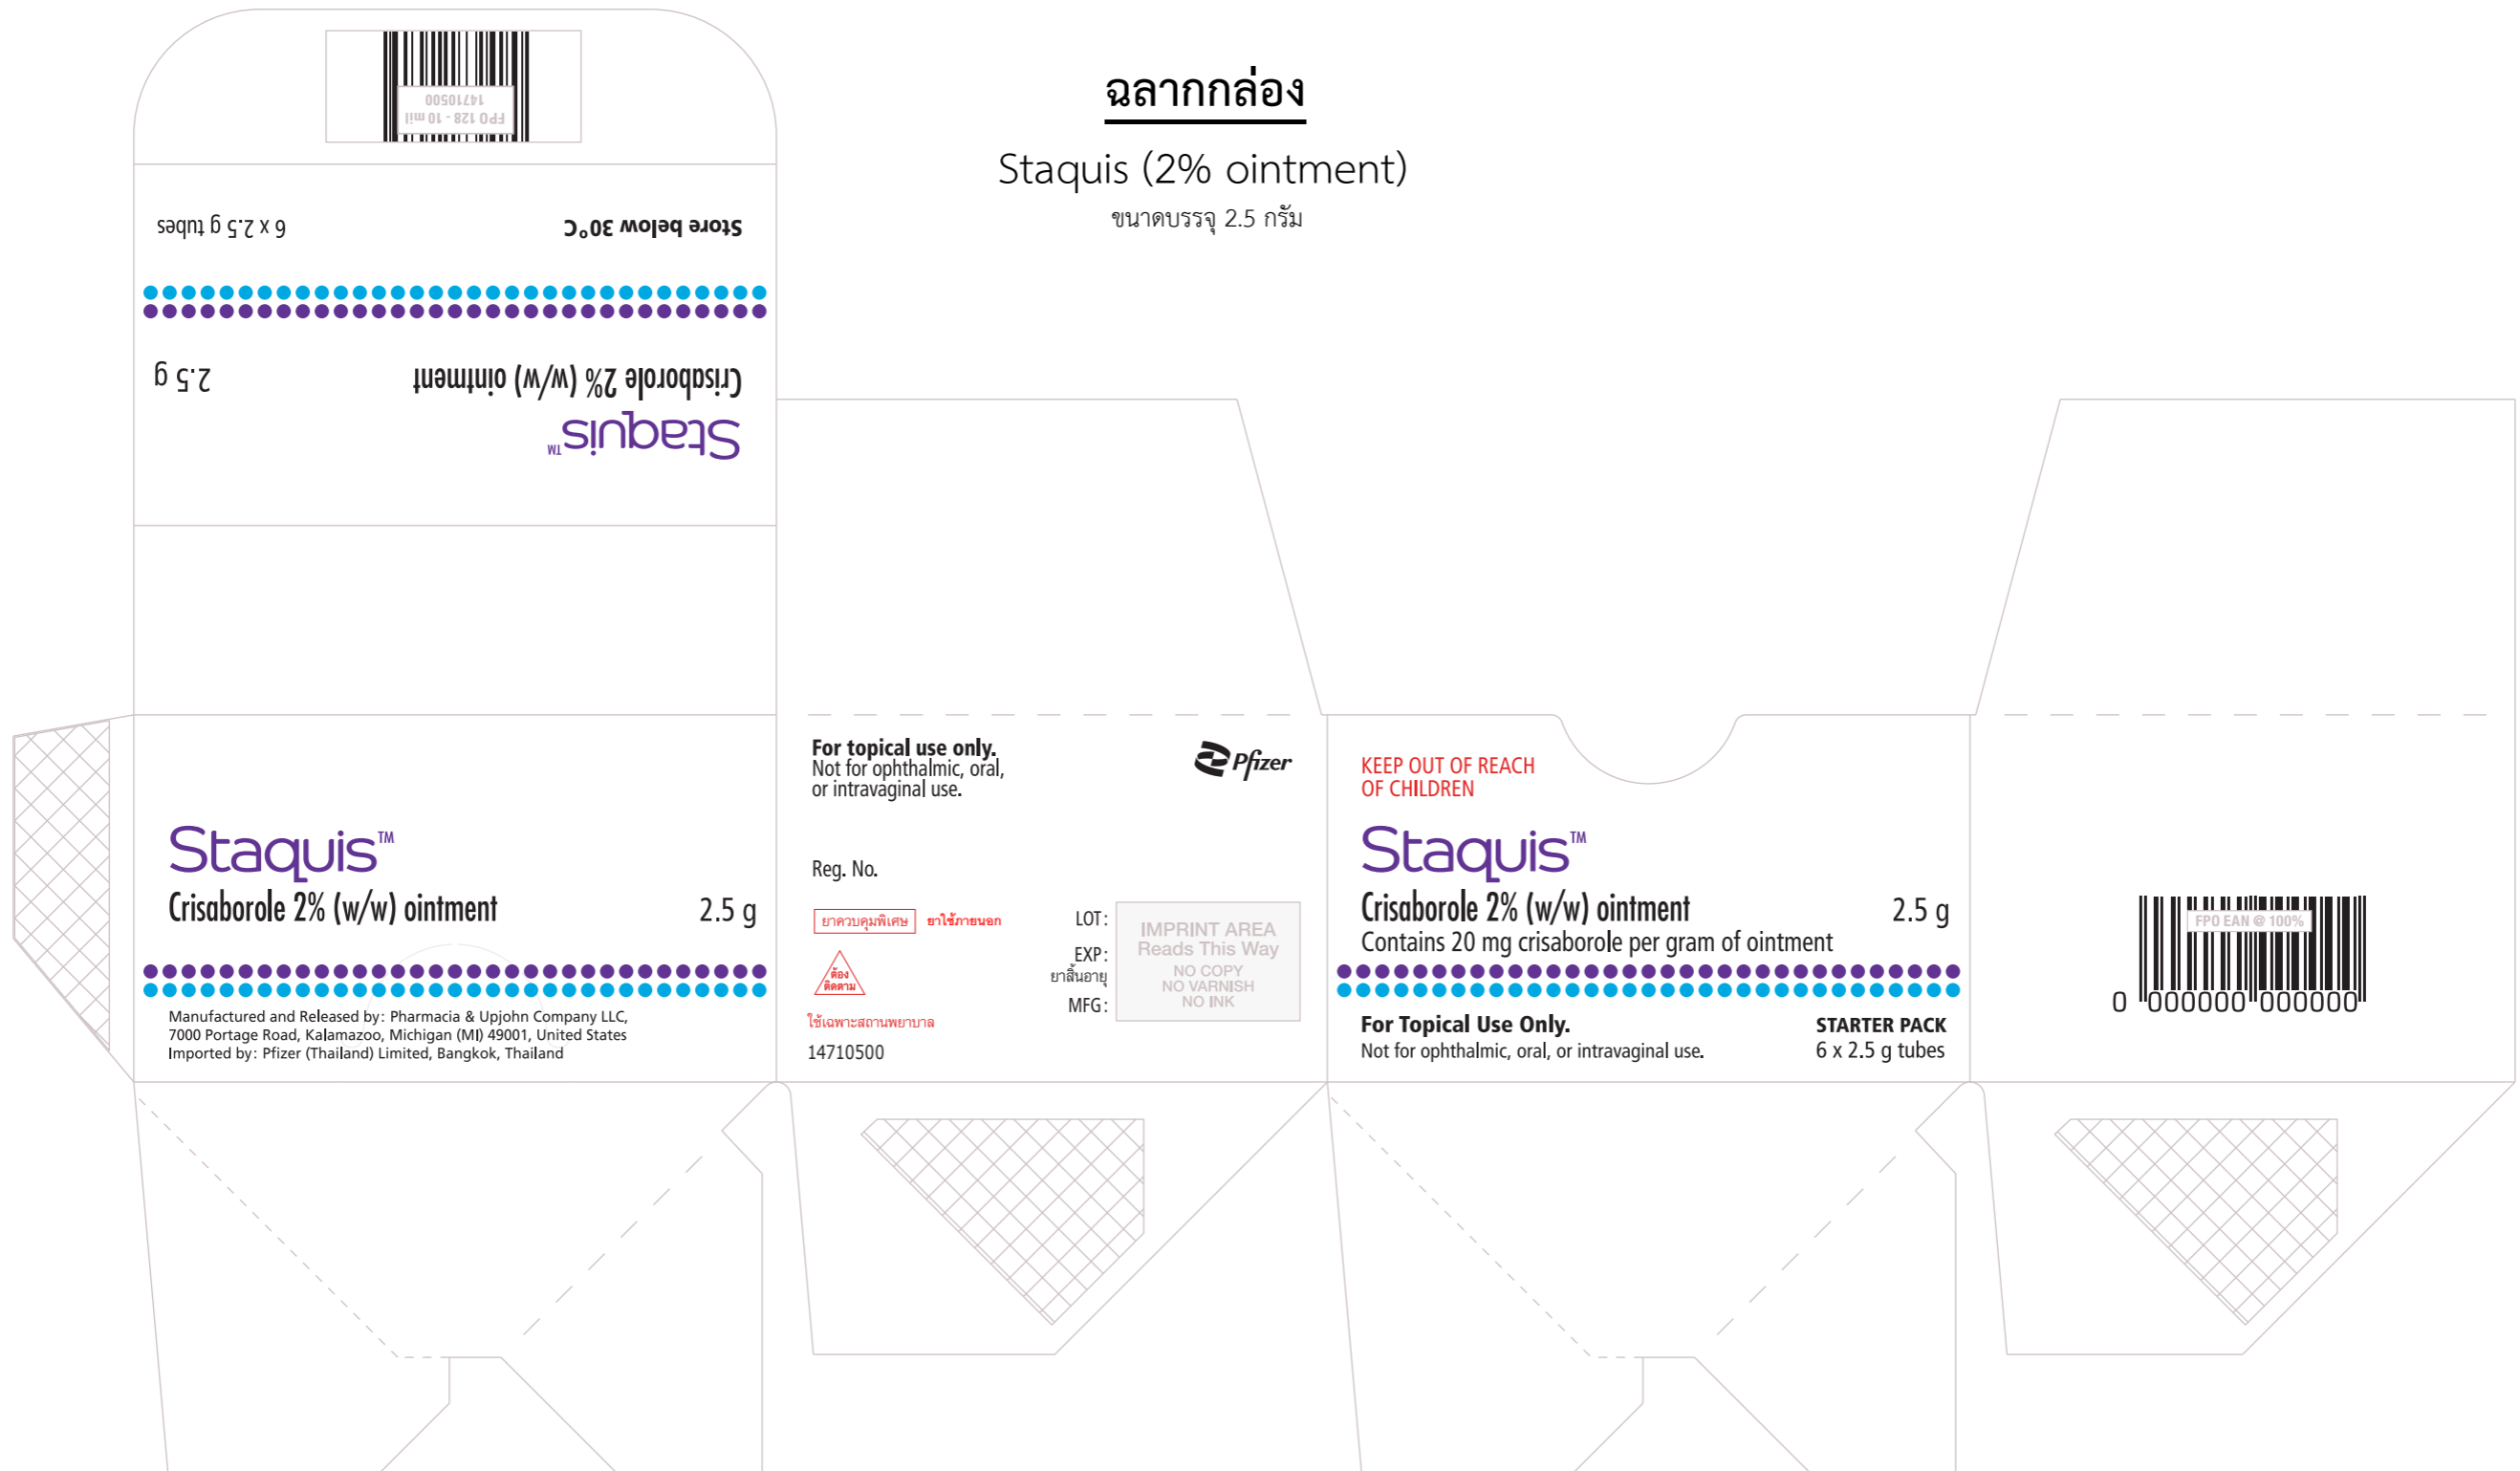 ฉลากกล่อง
Staquis (2% ointment)
ขนาดบรรจุ 2.5 กรัม
FPO 128 - 10 mil
14710500
Staquis™
Crisaborole 2% (w/w) ointment 2.5 g
Store below 30°C 6 x 2.5 g tubes
Staquis™
Crisaborole 2% (w/w) ointment 2.5 g
Manufactured and Released by: Pharmacia & Upjohn Company LLC,
7000 Portage Road, Kalamazoo, Michigan (MI) 49001, United States
Imported by: Pfizer (Thailand) Limited, Bangkok, Thailand
For topical use only.
Not for ophthalmic, oral,
or intravaginal use.
Pfizer
Reg. No.
ยาควบคุมพิเศษ ยาใช้ภายนอก
ต้อง
ติดตาม
ใช้เฉพาะสถานพยาบาล
14710500
LOT:
EXP:
ยาสิ้นอายุ
MFG:
IMPRINT AREA
Reads This Way
NO COPY
NO VARNISH
NO INK
KEEP OUT OF REACH
OF CHILDREN
Staquis™
Crisaborole 2% (w/w) ointment 2.5 g
Contains 20 mg crisaborole per gram of ointment
For Topical Use Only. STARTER PACK
Not for ophthalmic, oral, or intravaginal use. 6 x 2.5 g tubes
FPO EAN @ 100%
0 000000 000000